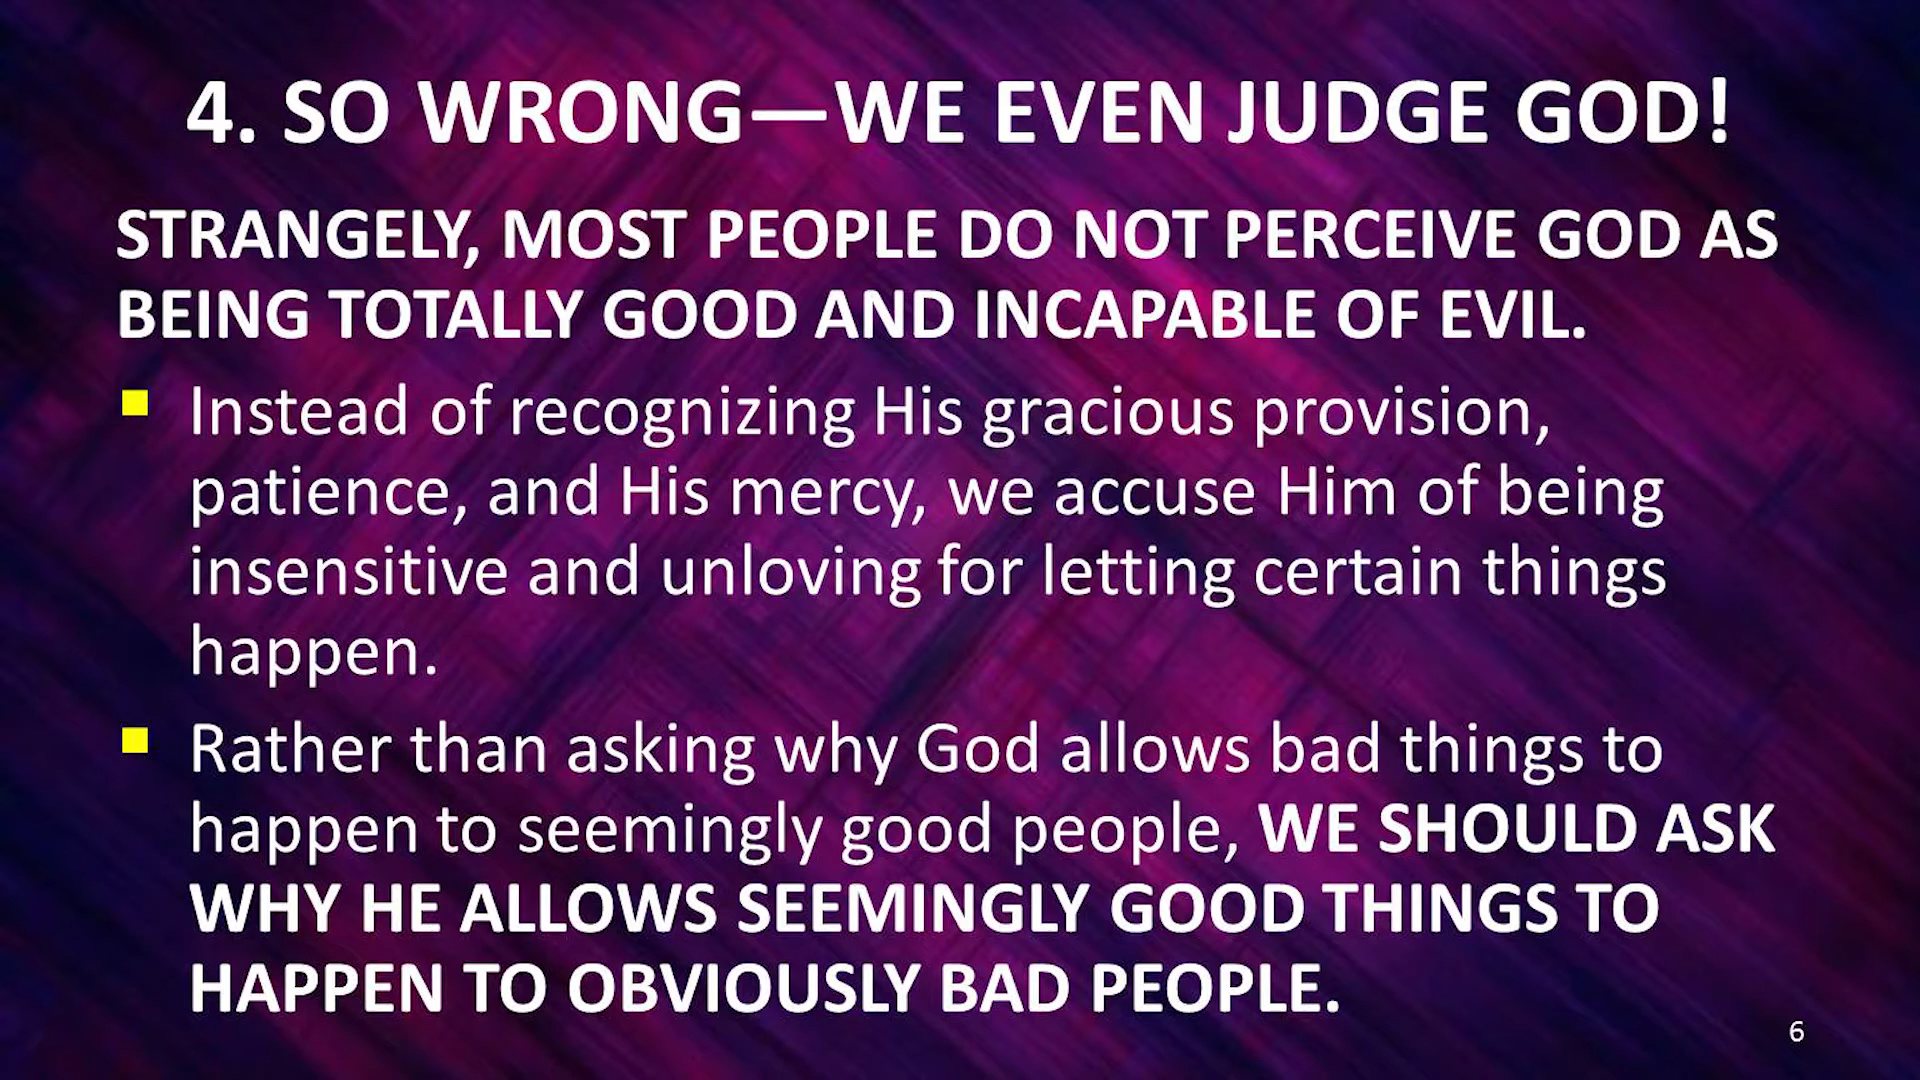 4. SO WRONG—WE EVEN JUDGE GOD!
STRANGELY, MOST PEOPLE DO NOT PERCEIVE GOD AS
BEING TOTALLY GOOD AND INCAPABLE OF EVIL.
Instead of recognizing His gracious provision,
patience, and His mercy, we accuse Him of being
insensitive and unloving for letting certain things
happen.
Rather than asking why God allows bad things to
happen to seemingly good people, WE SHOULD ASK
WHY HE ALLOWS SEEMINGLY GOOD THINGS TO
HAPPEN TO OBVIOUSLY BAD PEOPLE.
6